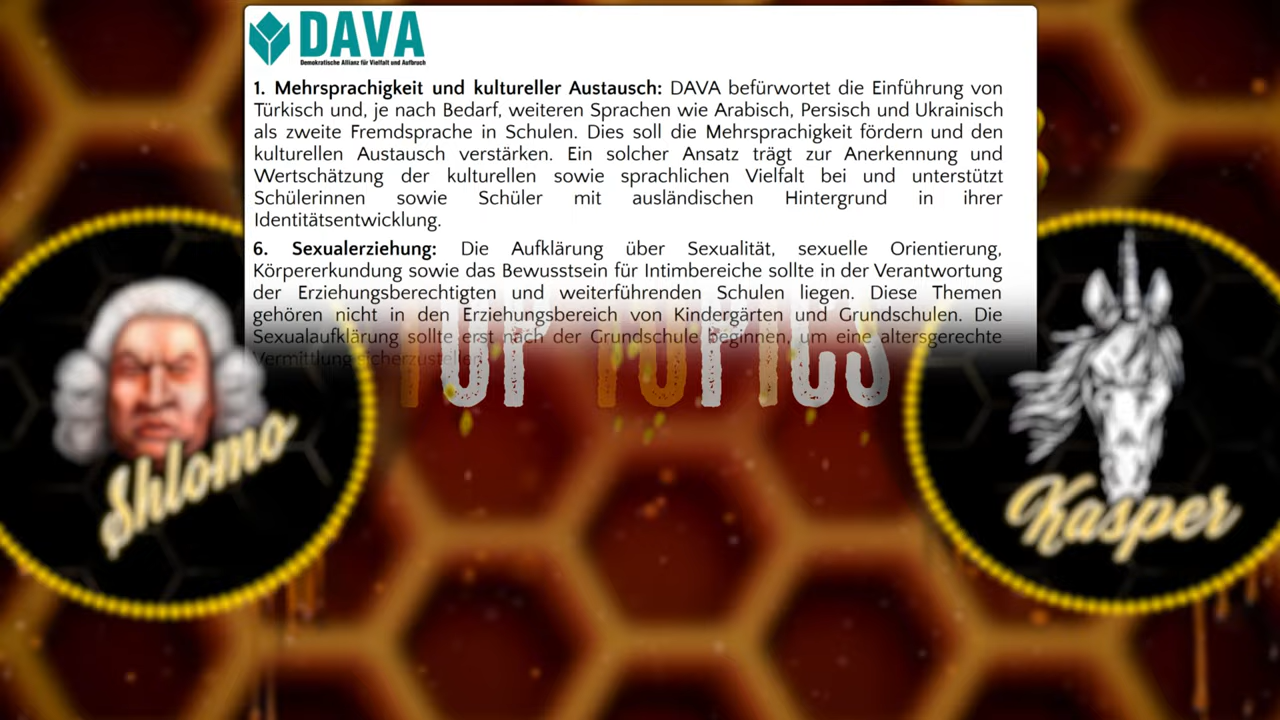 DAVA
Demokratische Allianz für Vielfalt und Aufbruch
1. Mehrsprachigkeit und kultureller Austausch: DAVA befürwortet die Einführung von
Türkisch und, je nach Bedarf, weiteren Sprachen wie Arabisch, Persisch und Ukrainisch
als zweite Fremdsprache in Schulen. Dies soll die Mehrsprachigkeit fördern und den
kulturellen Austausch verstärken. Ein solcher Ansatz trägt zur Anerkennung und
Wertschätzung der kulturellen sowie sprachlichen Vielfalt bei und unterstützt
Schülerinnen sowie Schüler mit ausländischen Hintergrund in ihrer
Identitätsentwicklung.
6. Sexualerziehung: Die Aufklärung über Sexualität, sexuelle Orientierung,
Körpererkundung sowie das Bewusstsein für Intimbereiche sollte in der Verantwortung
der Erziehungsberechtigten und weiterführenden Schulen liegen. Diese Themen
gehören nicht in den Erziehungsbereich von Kindergärten und Grundschulen. Die
Sexualaufklärung sollte erst nach der Grundschule beginnen, um eine altersgerechte
Vermittlung sicherzustellen
TOP TOPICS
Shlomo
Kasper